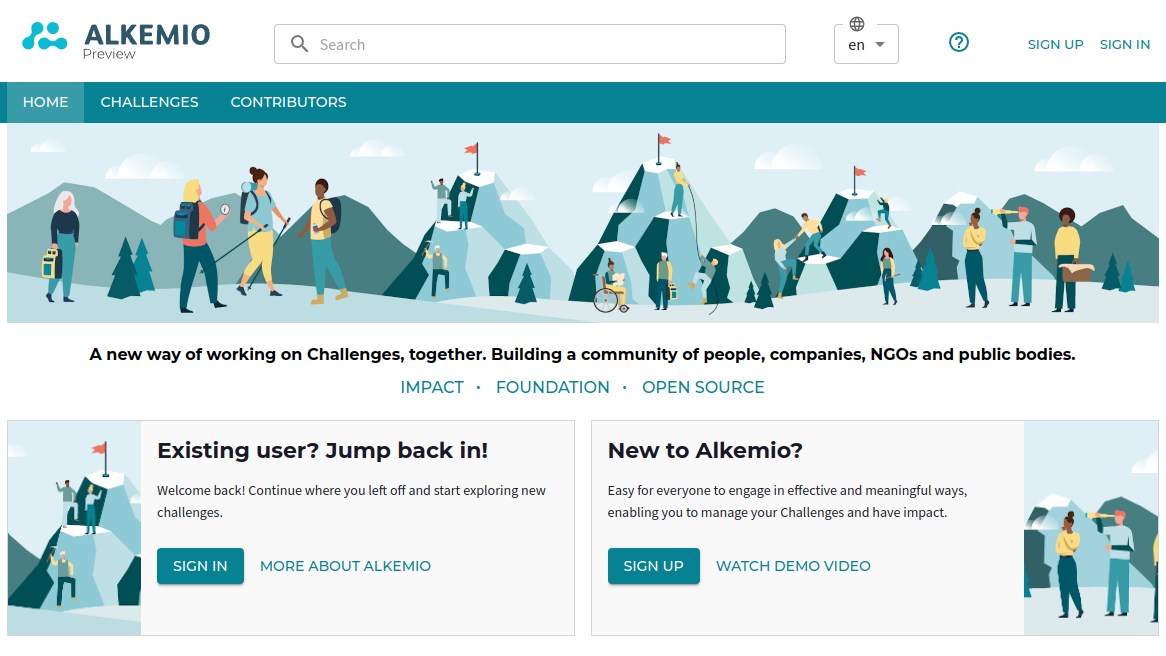 ALKEMIO
Preview
Search
en
SIGN UP SIGN IN
HOME CHALLENGES CONTRIBUTORS
A new way of working on Challenges, together. Building a community of people, companies, NGOs and public bodies.
IMPACT · FOUNDATION · OPEN SOURCE
Existing user? Jump back in!
Welcome back! Continue where you left off and start exploring new
challenges.
SIGN IN MORE ABOUT ALKEMIO
New to Alkemio?
Easy for everyone to engage in effective and meaningful ways,
enabling you to manage your Challenges and have impact.
SIGN UP WATCH DEMO VIDEO